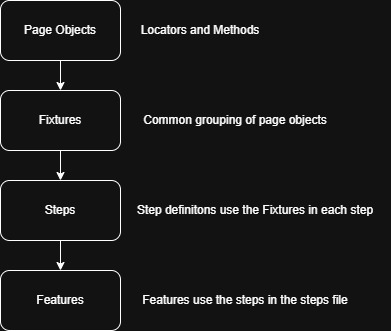 Page Objects
Locators and Methods
Fixtures
Common grouping of page objects
Steps
Step definitons use the Fixtures in each step
Features
Features use the steps in the steps file